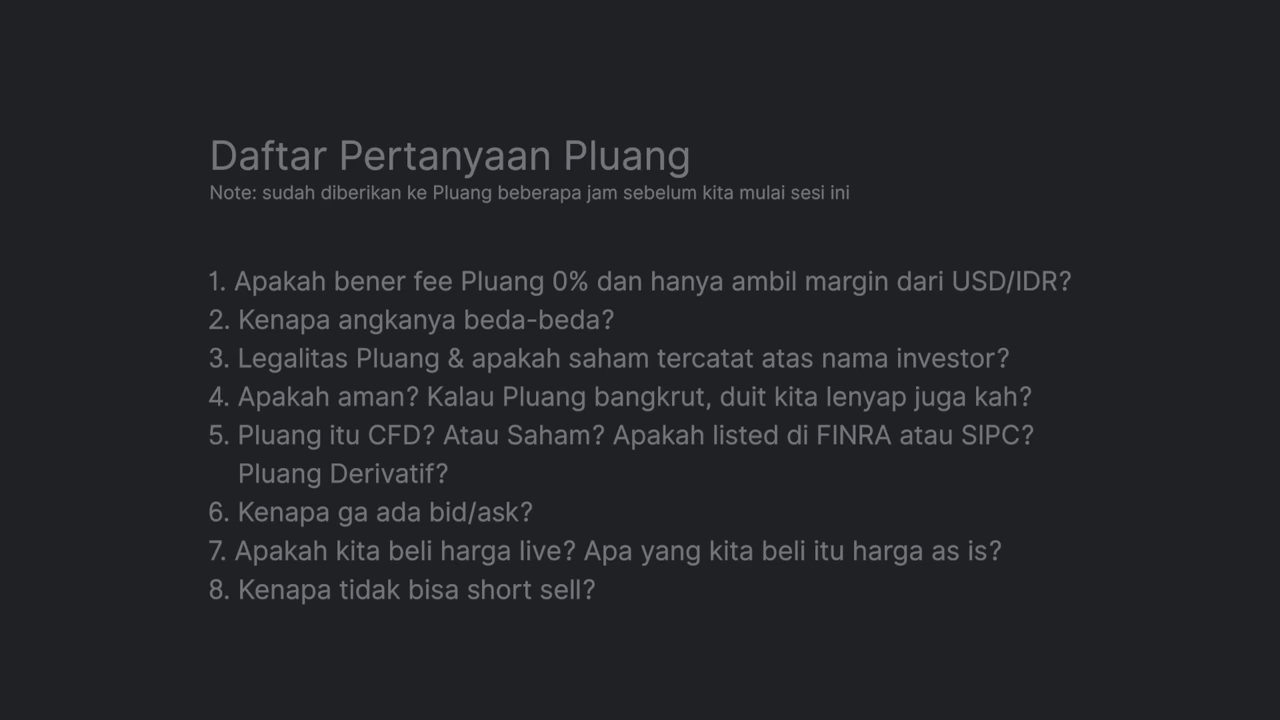 Daftar Pertanyaan Pluang
Note: sudah diberikan ke Pluang beberapa jam sebelum kita mulai sesi ini
1. Apakah bener fee Pluang 0% dan hanya ambil margin dari USD/IDR?
2. Kenapa angkanya beda-beda?
3. Legalitas Pluang & apakah saham tercatat atas nama investor?
4. Apakah aman? Kalau Pluang bangkrut, duit kita lenyap juga kah?
5. Pluang itu CFD? Atau Saham? Apakah listed di FINRA atau SIPC?
Pluang Derivatif?
6. Kenapa ga ada bid/ask?
7. Apakah kita beli harga live? Apa yang kita beli itu harga as is?
8. Kenapa tidak bisa short sell?